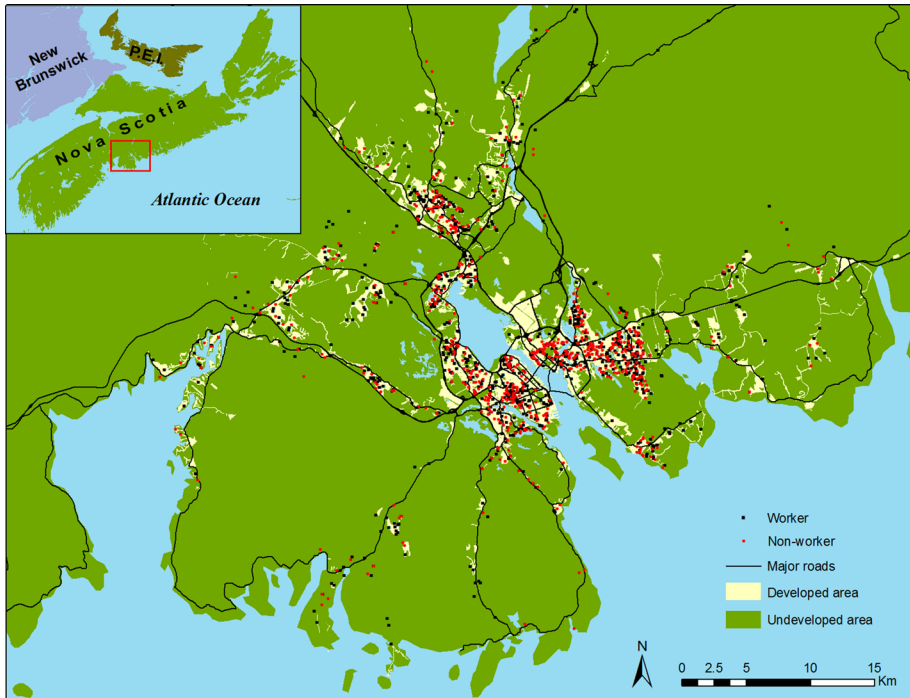 New
Brunswick
P.E.I.
Nova Scotia
Atlantic Ocean
Worker
Non-worker
Major roads
Developed area
Undeveloped area
N
0 2.5 5 10 15
Km